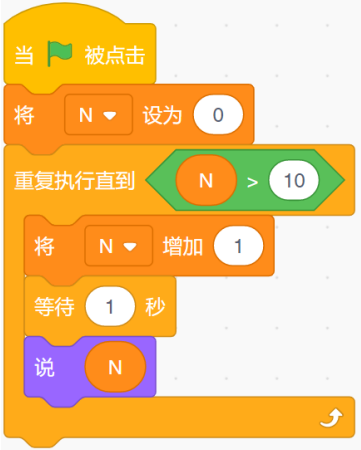 当 被点击
将 N 设为 0
重复执行直到 N > 10
将 N 增加 1
等待 1 秒
说 N